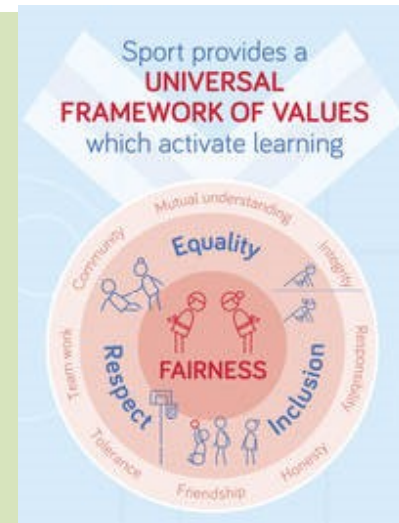 Sport provides a
UNIVERSAL
FRAMEWORK OF VALUES
which activate learning
Mutual understanding
Integrity
Responsibility
Honesty
Friendship
Tolerance
Team work
Community
Equality
Inclusion
Respect
FAIRNESS